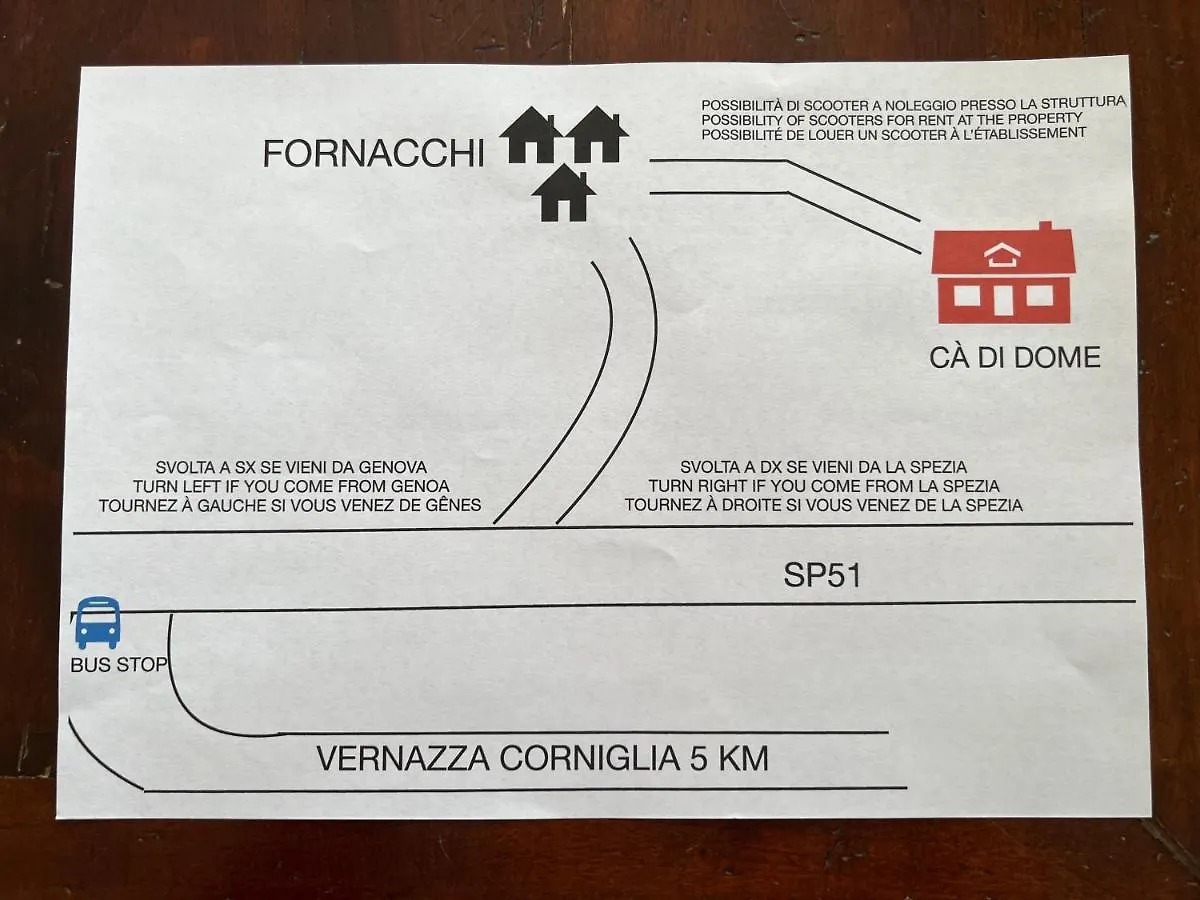 POSSIBILITÀ DI SCOOTER A NOLEGGIO PRESSO LA STRUTTURA
POSSIBILITY OF SCOOTERS FOR RENT AT THE PROPERTY
POSSIBILITÉ DE LOUER UN SCOOTER À L'ÉTABLISSEMENT
FORNACCHI
CÀ DI DOME
SVOLTA A SX SE VIENI DA GENOVA
TURN LEFT IF YOU COME FROM GENOA
TOURNEZ À GAUCHE SI VOUS VENEZ DE GÊNES
SVOLTA A DX SE VIENI DA LA SPEZIA
TURN RIGHT IF YOU COME FROM LA SPEZIA
TOURNEZ À DROITE SI VOUS VENEZ DE LA SPEZIA
SP51
BUS STOP
VERNAZZA CORNIGLIA 5 KM